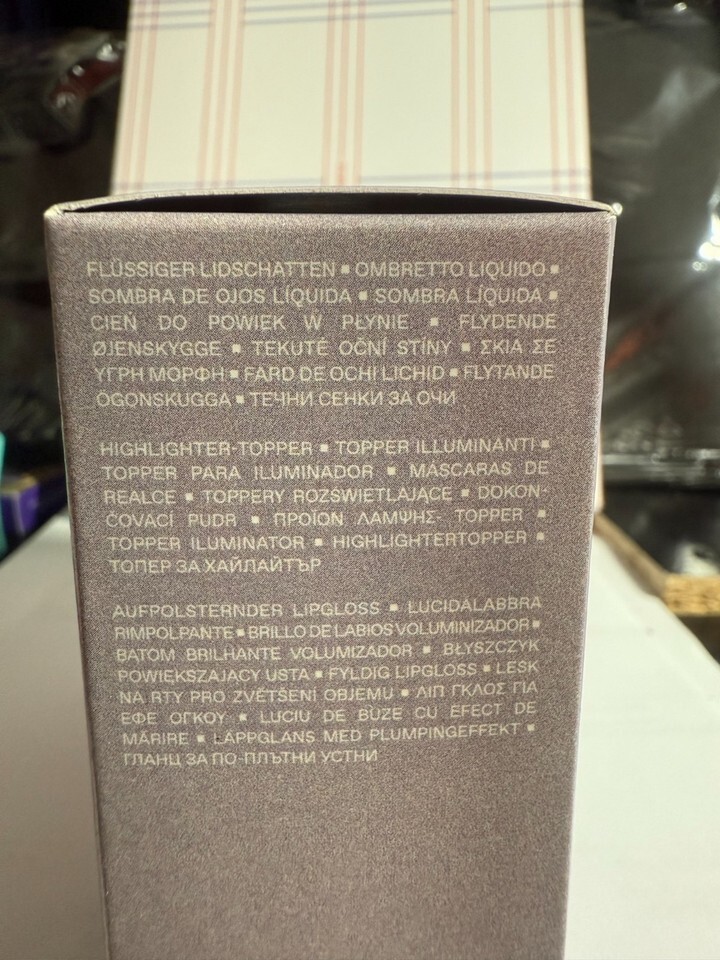 FLÜSSIGER LIDSCHATTEN ▪ OMBRETTO LIQUIDO ▪
SOMBRA DE OJOS LÍQUIDA ▪ SOMBRA LÍQUIDA ▪
CIEŃ DO POWIEK W PŁYNIE ▪ FLYDENDE
ØJENSKYGGE ▪ TEKUTÉ OČNÍ STÍNY ▪ ΣΚΙΑ ΣΕ
ΥΓΡΗ ΜΟΡΦΗ ▪ FARD DE OCHI LICHID ▪ FLYTANDE
ÖGONSKUGGA ▪ ТЕЧНИ СЕНКИ ЗА ОЧИ
HIGHLIGHTER-TOPPER ▪ TOPPER ILLUMINANTI ▪
TOPPER PARA ILUMINADOR ▪ MÁSCARAS DE
REALCE ▪ TOPPERY ROZŚWIETLAJĄCE ▪ DOKON-
ČOVACÍ PUDR ▪ ΠΡΟΪΟΝ ΛΑΜΨΗΣ- TOPPER ▪
TOPPER ILUMINATOR ▪ HIGHLIGHTERTOPPER ▪
ТОПЕР ЗА ХАЙЛАЙТЪР
AUFPOLSTERNDER LIPGLOSS ▪ LUCIDALABBRA
RIMPOLPANTE ▪ BRILLO DE LABIOS VOLUMINIZADOR ▪
BATOM BRILHANTE VOLUMIZADOR ▪ BŁYSZCZYK
POWIĘKSZAJĄCY USTA ▪ FYLDIG LIPGLOSS ▪ LESK
NA RTY PRO ZVĚTŠENÍ OBJEMU ▪ ΛΙΠ ΓΚΛΟΣ ΓΙΑ
ΕΦΕ ΟΓΚΟΥ ▪ LUCIU DE BUZE CU EFECT DE
MĂRIRE ▪ LÄPPGLANS MED PLUMPINGEFFEKT ▪
ГЛАНЦ ЗА ПО-ПЛЪТНИ УСТНИ